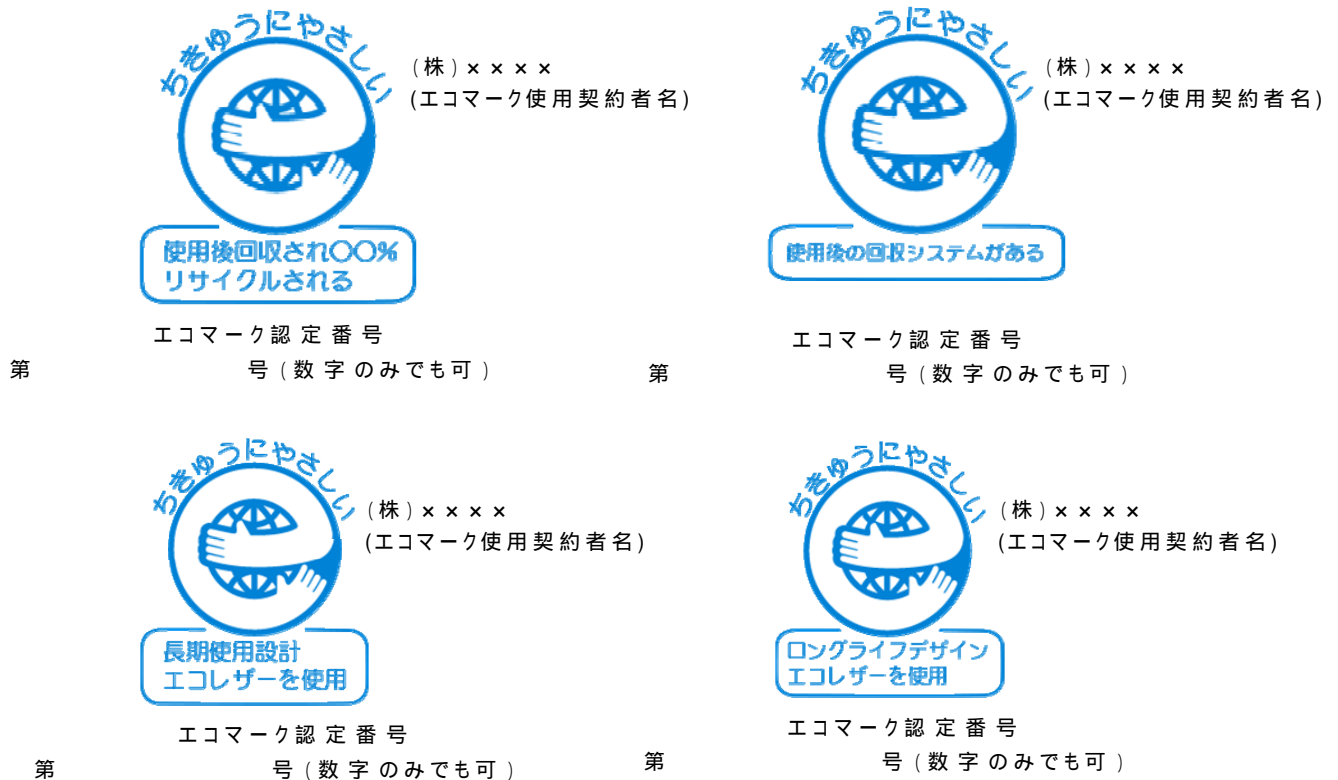 ちきゅうにやさしい
(株)××××
(エコマーク使用契約者名)
使用後回収され〇〇%
リサイクルされる
エコマーク認定番号
第 号(数字のみでも可)
ちきゅうにやさしい
(株)××××
(エコマーク使用契約者名)
使用後の回収システムがある
エコマーク認定番号
第 号(数字のみでも可)
ちきゅうにやさしい
(株)××××
(エコマーク使用契約者名)
長期使用設計
エコレザーを使用
エコマーク認定番号
第 号(数字のみでも可)
ちきゅうにやさしい
(株)××××
(エコマーク使用契約者名)
ロングライフデザイン
エコレザーを使用
エコマーク認定番号
第 号(数字のみでも可)